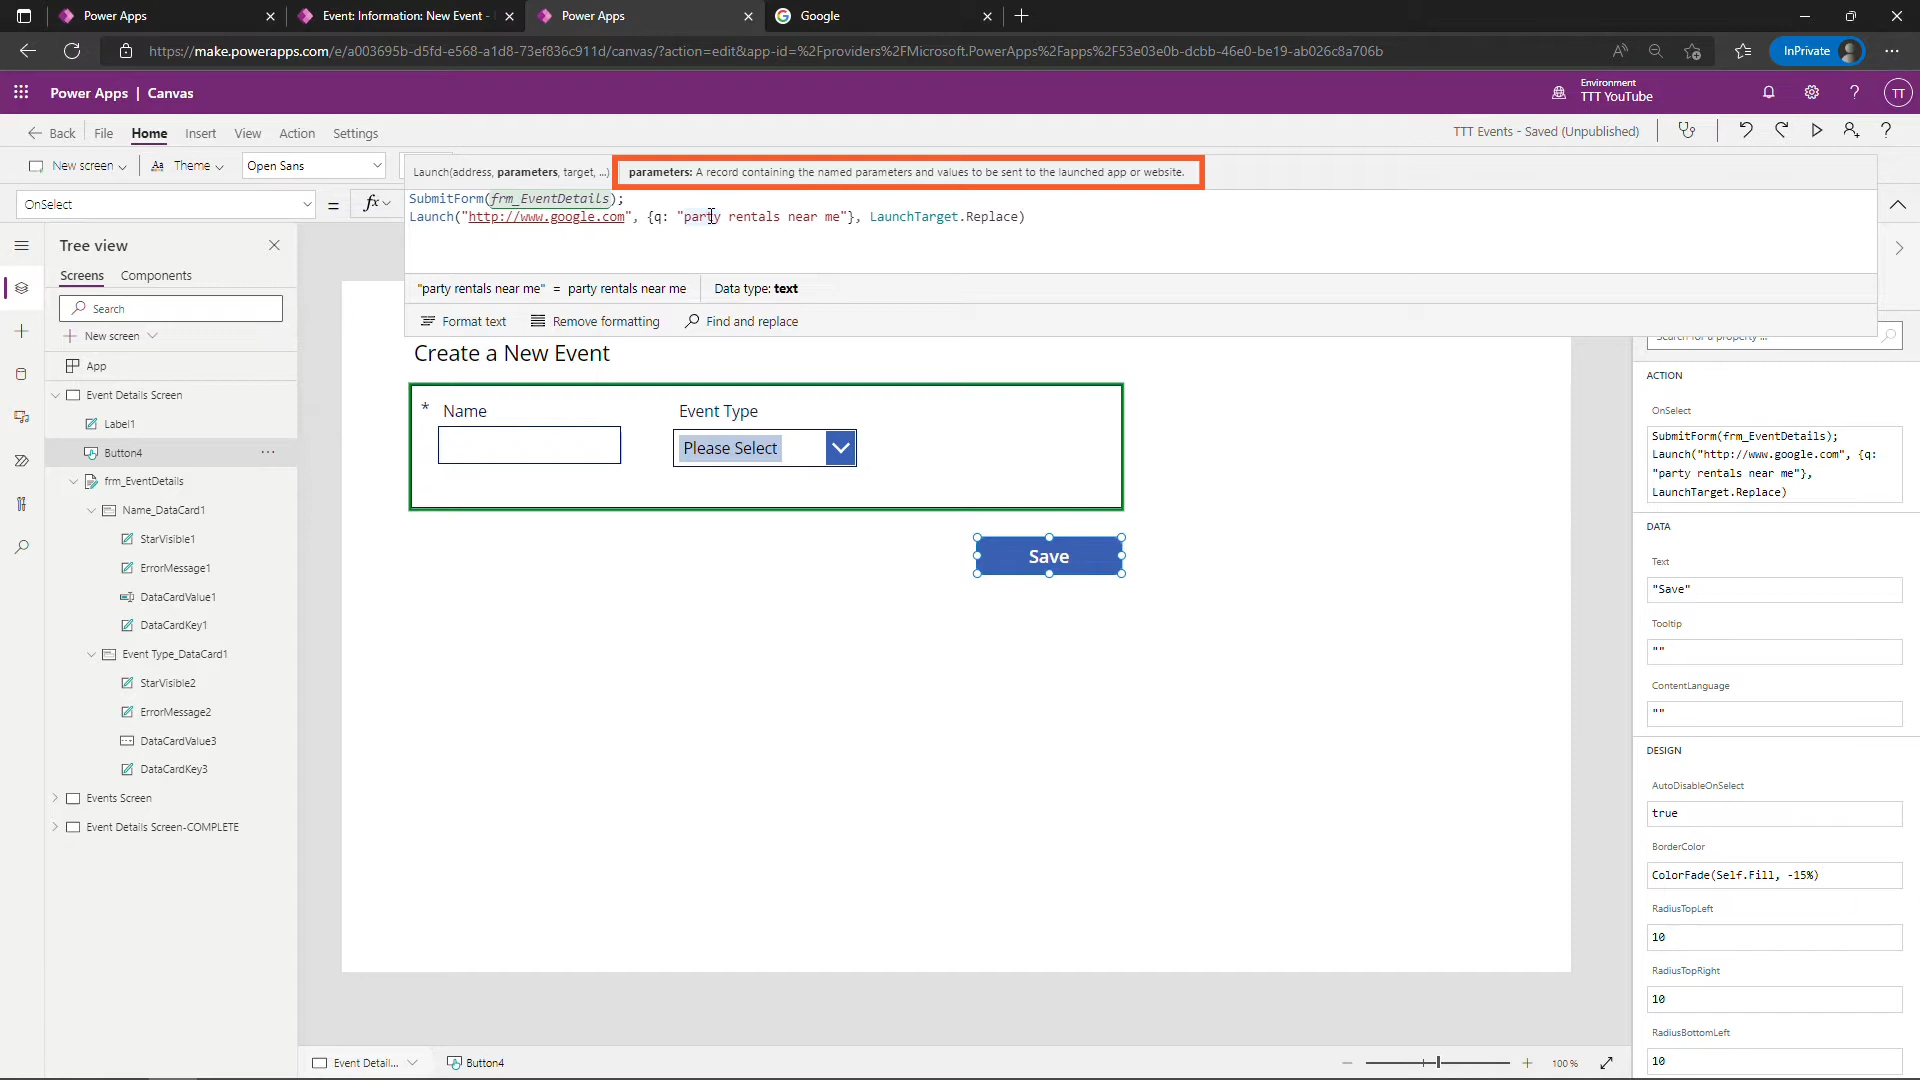 Power Apps
Event: Information: New Event -
Power Apps
Google
https://make.powerapps.com/e/a003695b-d5fd-e568-a1d8-73ef836c911d/canvas/?action=edit&app-id=%2Fproviders%2FMicrosoft.PowerApps%2Fapps%2F53e03e0b-dcbb-46e0-be19-ab026c8a706b
InPrivate
Power Apps | Canvas
Environment
TTT YouTube
TT
Back
File
Home
Insert
View
Action
Settings
TTT Events - Saved (Unpublished)
New screen
Theme
Open Sans
Launch(address, parameters, target, ...)
parameters: A record containing the named parameters and values to be sent to the launched app or website.
OnSelect
=
fx
SubmitForm(frm_EventDetails);
Launch("http://www.google.com", {q: "party rentals near me"}, LaunchTarget.Replace)
"party rentals near me" = party rentals near me
Data type: text
Format text
Remove formatting
Find and replace
Tree view
Screens
Components
Search
New screen
App
Event Details Screen
Label1
Button4
frm_EventDetails
Name_DataCard1
StarVisible1
ErrorMessage1
DataCardValue1
DataCardKey1
Event Type_DataCard1
StarVisible2
ErrorMessage2
DataCardValue3
DataCardKey3
Events Screen
Event Details Screen-COMPLETE
Create a New Event
* Name
Event Type
Please Select
Save
Search for a property ...
ACTION
OnSelect
SubmitForm(frm_EventDetails);
Launch("http://www.google.com", {q:
"party rentals near me"},
LaunchTarget.Replace)
DATA
Text
"Save"
Tooltip
""
ContentLanguage
""
DESIGN
AutoDisableOnSelect
true
BorderColor
ColorFade(Self.Fill, -15%)
RadiusTopLeft
10
RadiusTopRight
10
RadiusBottomLeft
10
Event Detail...
Button4
100 %